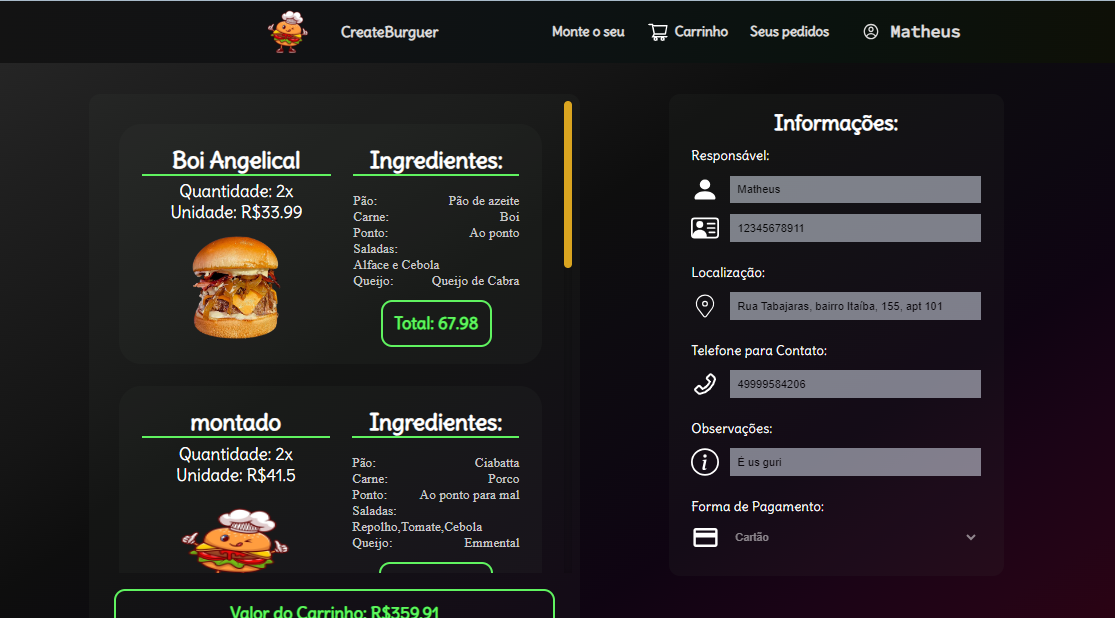 CreateBurguer
Monte o seu
Carrinho
Seus pedidos
Matheus
Boi Angelical
Quantidade: 2x
Unidade: R$33.99
Ingredientes:
Pão: Pão de azeite
Carne: Boi
Ponto: Ao ponto
Saladas:
Alface e Cebola
Queijo: Queijo de Cabra
Total: 67.98
montado
Quantidade: 2x
Unidade: R$41.5
Ingredientes:
Pão: Ciabatta
Carne: Porco
Ponto: Ao ponto para mal
Saladas:
Repolho,Tomate,Cebola
Queijo: Emmental
Valor do Carrinho: R$359.91
Informações:
Responsável:
Matheus
12345678911
Localização:
Rua Tabajaras, bairro Itaíba, 155, apt 101
Telefone para Contato:
49999584206
Observações:
É us guri
Forma de Pagamento:
Cartão